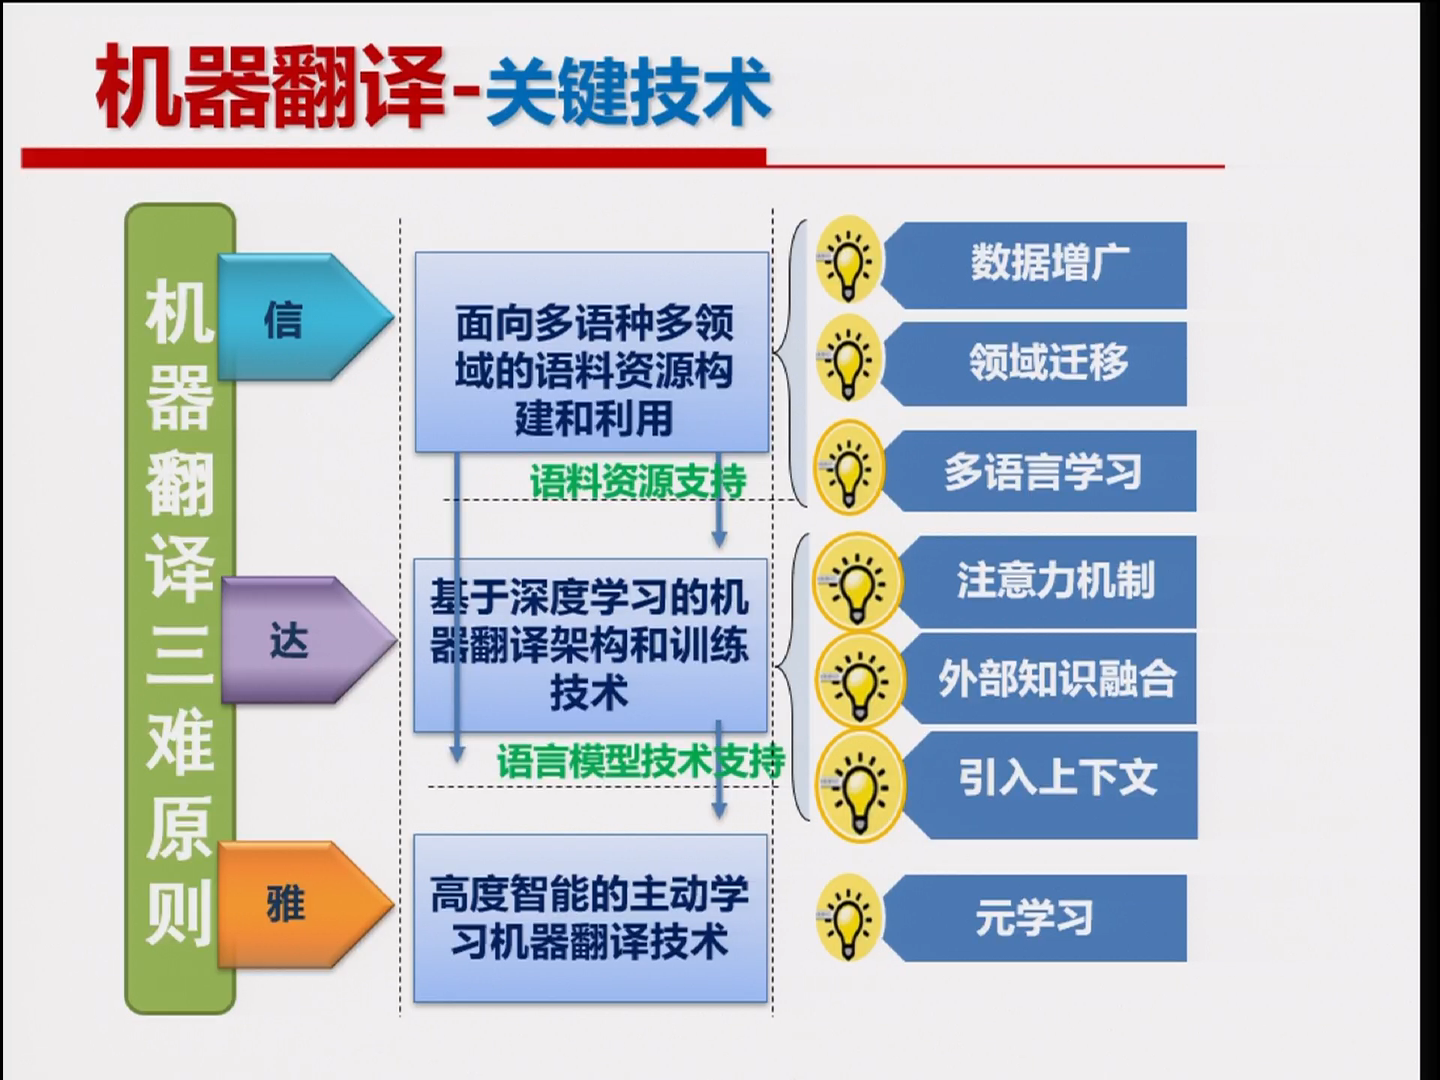 机器翻译-关键技术
机器翻译三难原则
信
面向多语种多领
域的语料资源构
建和利用
数据增广
领域迁移
多语言学习
语料资源支持
达
基于深度学习的机
器翻译架构和训练
技术
注意力机制
外部知识融合
引入上下文
语言模型技术支持
雅
高度智能的主动学
习机器翻译技术
元学习